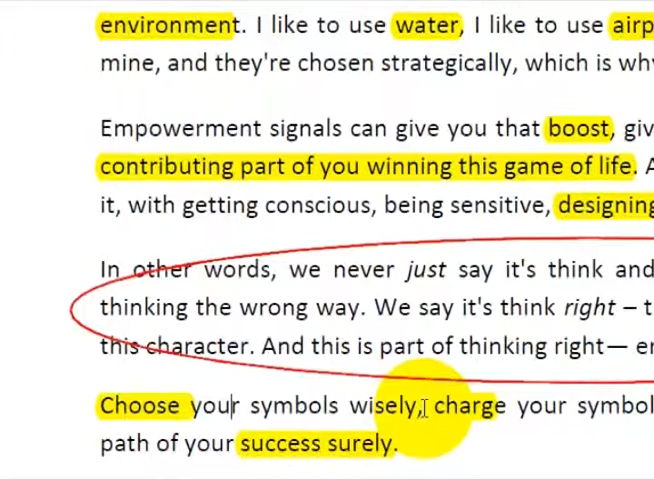 environment. I like to use water, I like to use airp
mine, and they're chosen strategically, which is why
Empowerment signals can give you that boost, giv
contributing part of you winning this game of life. A
it, with getting conscious, being sensitive, designing
In other words, we never just say it's think and
thinking the wrong way. We say it's think right – t
this character. And this is part of thinking right— en
Choose your symbols wisely, charge your symbol
path of your success surely.